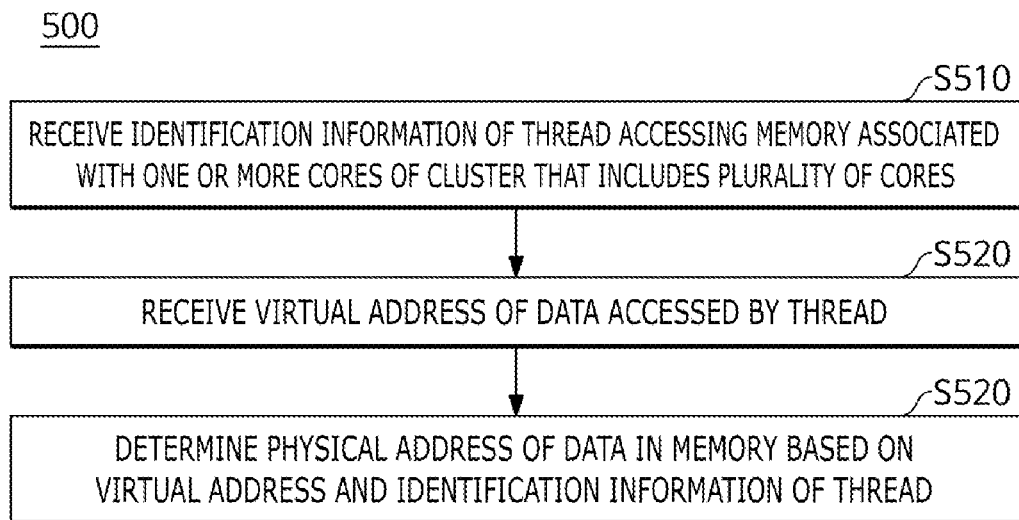 500
S510
RECEIVE IDENTIFICATION INFORMATION OF THREAD ACCESSING MEMORY ASSOCIATED
WITH ONE OR MORE CORES OF CLUSTER THAT INCLUDES PLURALITY OF CORES
S520
RECEIVE VIRTUAL ADDRESS OF DATA ACCESSED BY THREAD
S520
DETERMINE PHYSICAL ADDRESS OF DATA IN MEMORY BASED ON
VIRTUAL ADDRESS AND IDENTIFICATION INFORMATION OF THREAD